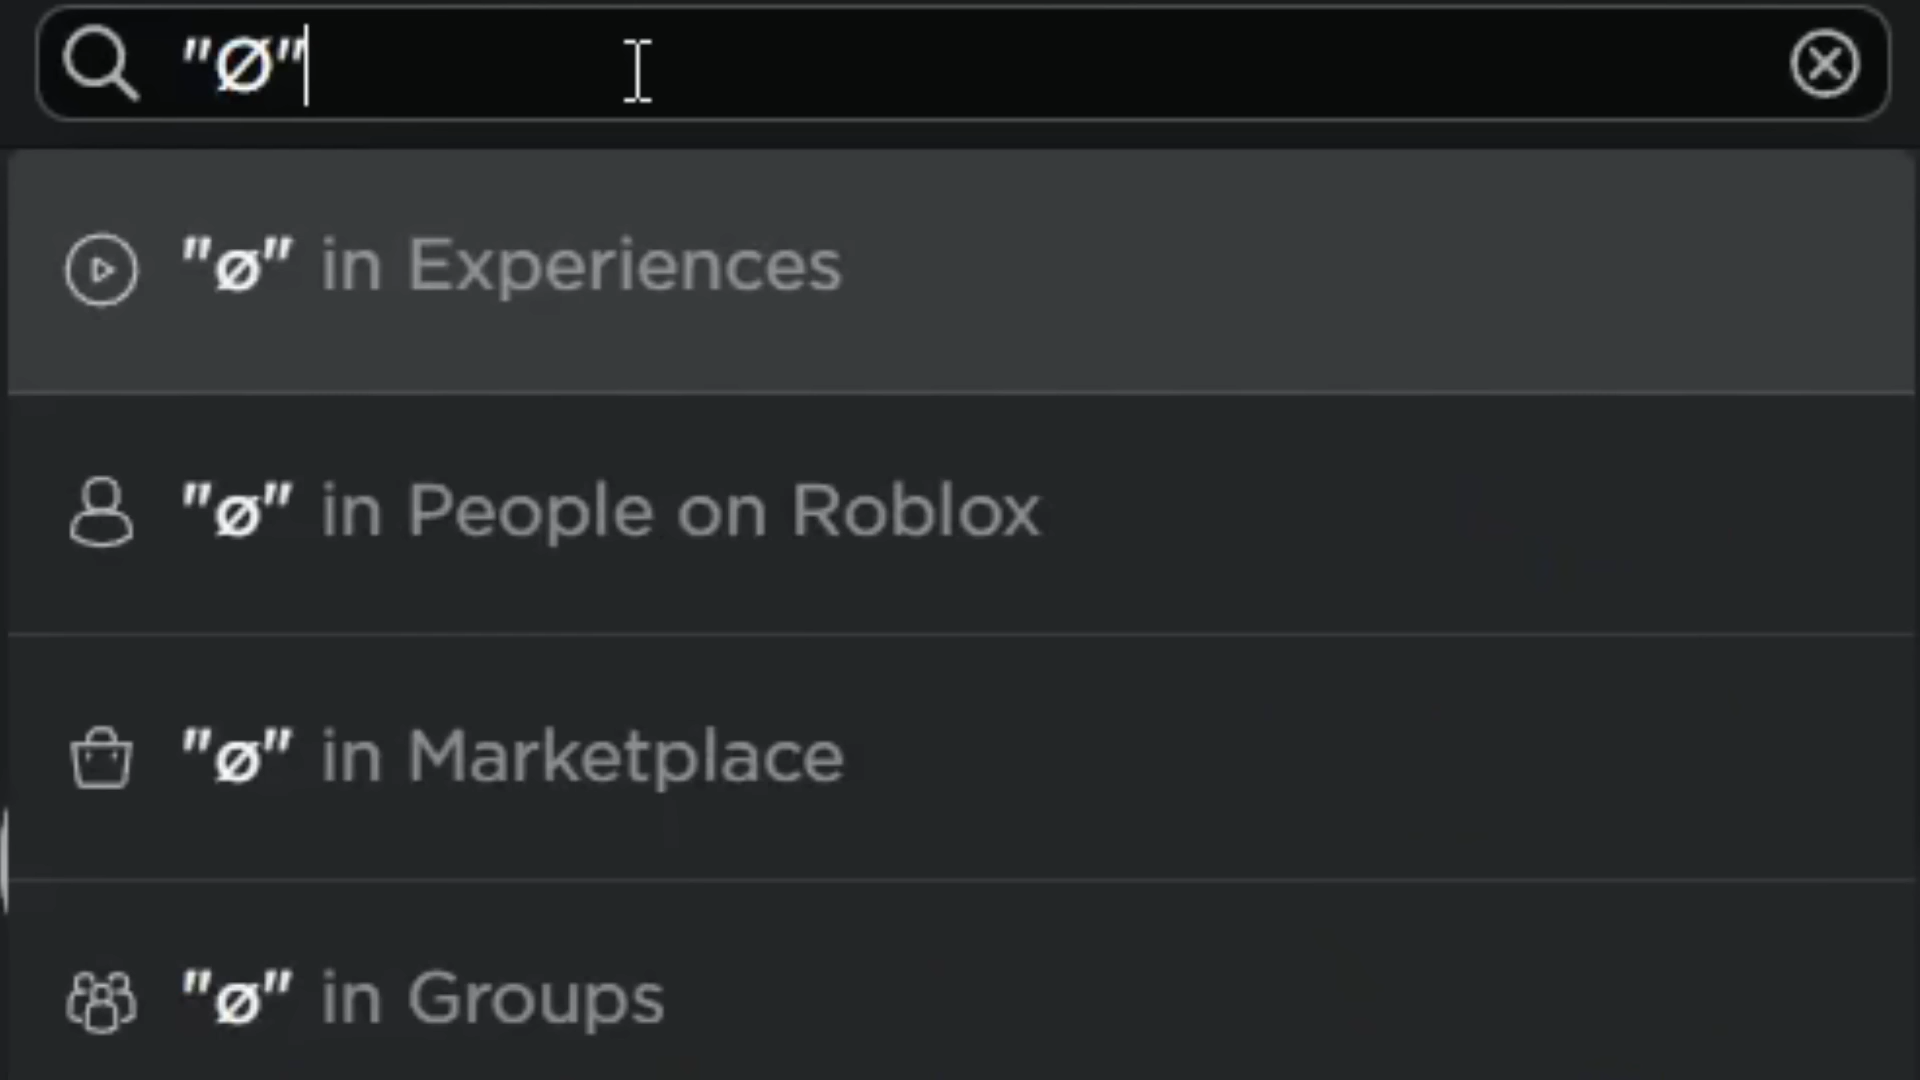 "Ø"
"ø" in Experiences
"ø" in People on Roblox
"ø" in Marketplace
"ø" in Groups